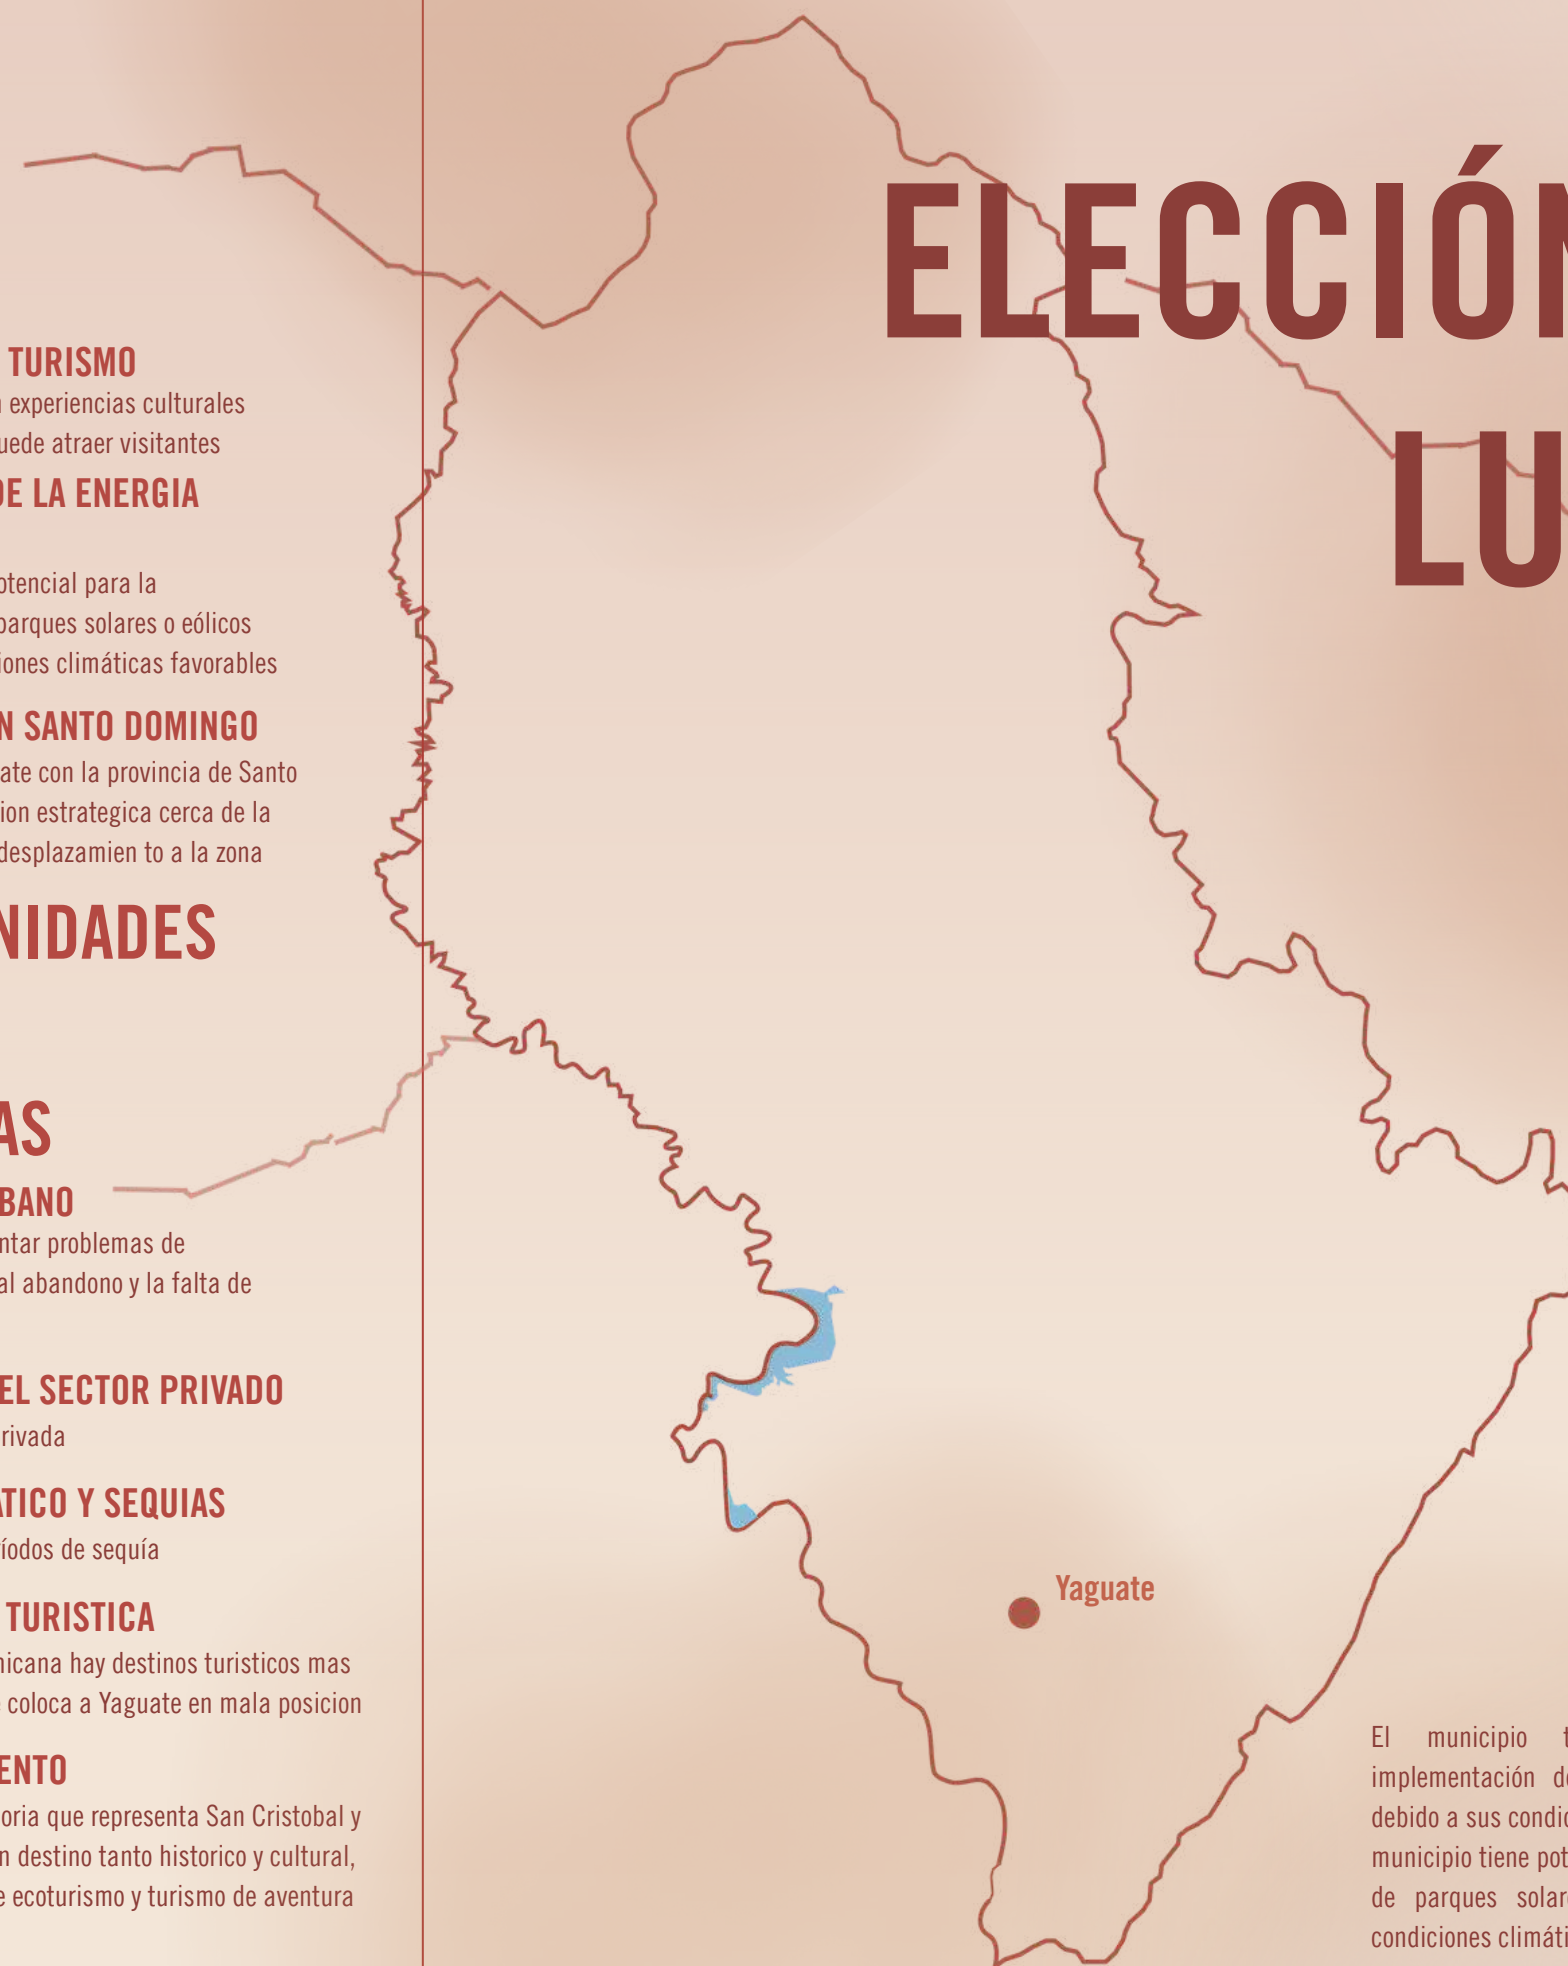 TURISMO
experiencias culturales
uede atraer visitantes
DE LA ENERGIA
otencial para la
parques solares o eólicos
iones climáticas favorables
N SANTO DOMINGO
ate con la provincia de Santo
ion estrategica cerca de la
desplazamien to a la zona
NIDADES
AS
BANO
ntar problemas de
al abandono y la falta de
EL SECTOR PRIVADO
rivada
ATICO Y SEQUIAS
íodos de sequía
TURISTICA
nicana hay destinos turisticos mas
e coloca a Yaguate en mala posicion
ENTO
oria que representa San Cristobal y
n destino tanto historico y cultural,
e ecoturismo y turismo de aventura
ELECCIÓN
LU
Yaguate
El municipio t
implementación de
debido a sus condic
municipio tiene pot
de parques solar
condiciones climáti